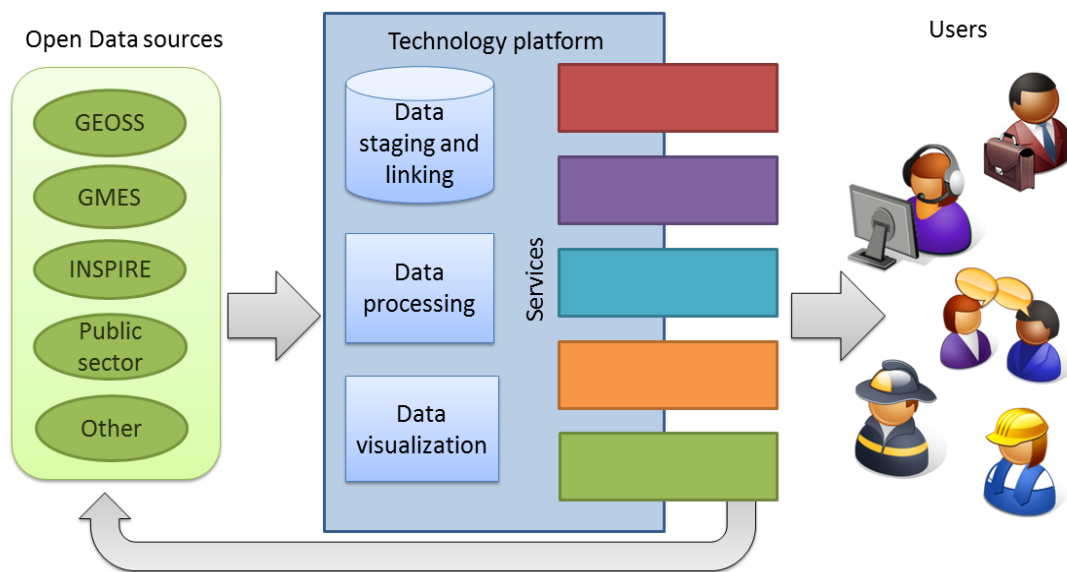 Open Data sources
GEOSS
GMES
INSPIRE
Public
sector
Other
Technology platform
Data
staging and
linking
Data
processing
Data
visualization
Services
Users